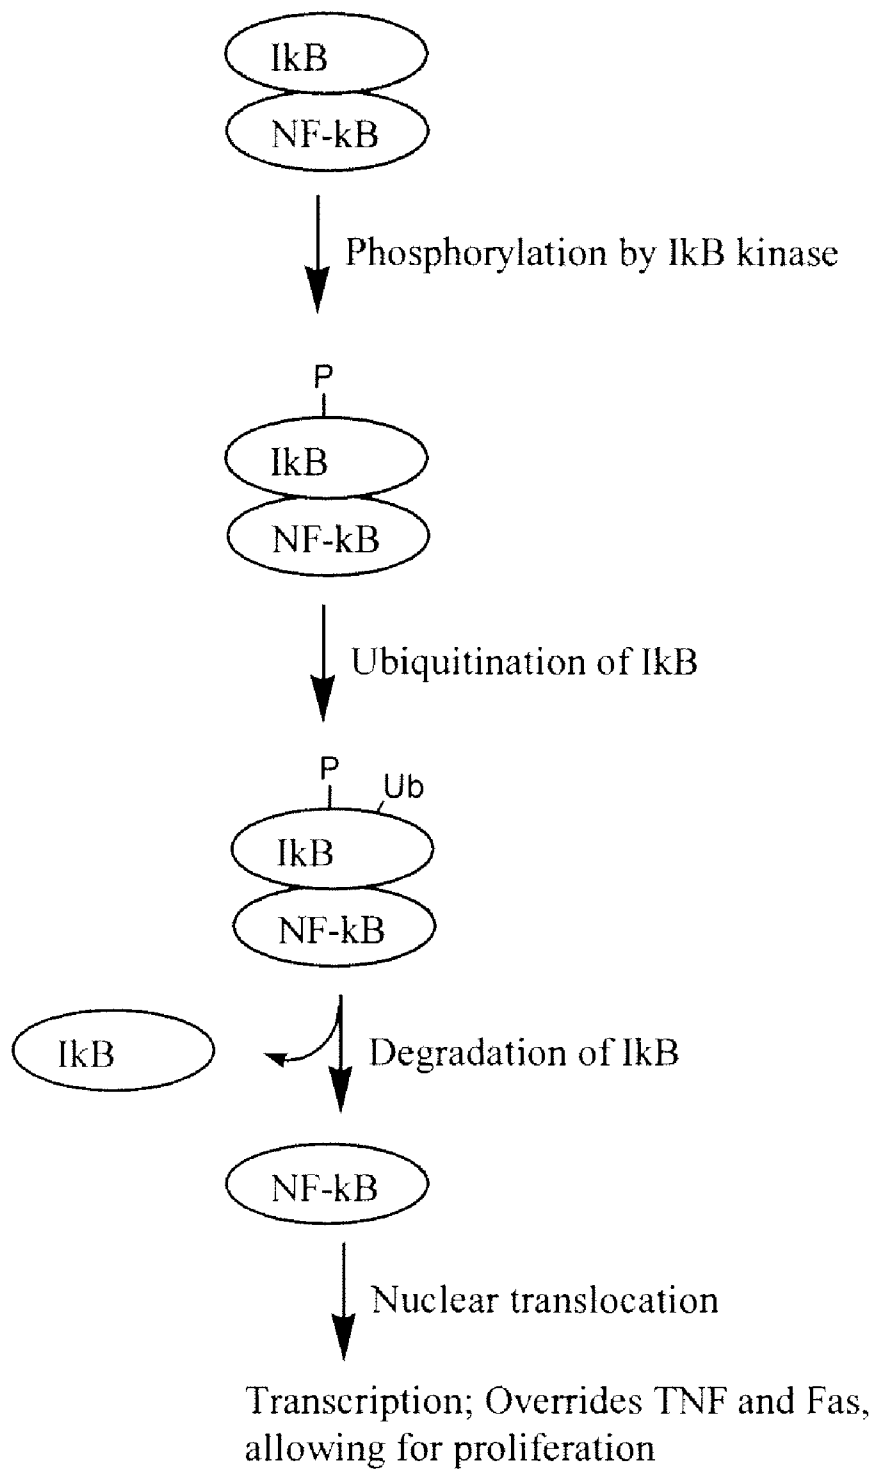 IkB
NF-kB
Phosphorylation by IkB kinase
P
IkB
NF-kB
Ubiquitination of IkB
P
Ub
IkB
NF-kB
IkB
Degradation of IkB
NF-kB
Nuclear translocation
Transcription; Overrides TNF and Fas,
allowing for proliferation